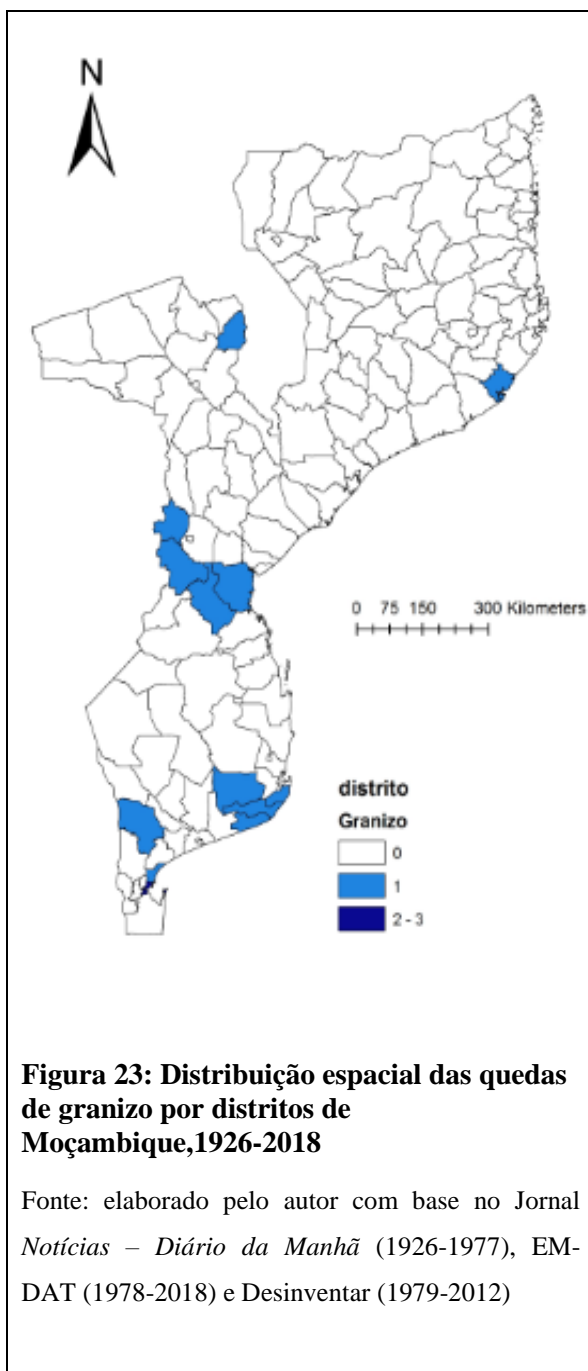 N
0 75 150 300 Kilometers
distrito
Granizo
0
1
2 - 3
Figura 23: Distribuição espacial das quedas
de granizo por distritos de
Moçambique,1926-2018
Fonte: elaborado pelo autor com base no Jornal
Notícias – Diário da Manhã (1926-1977), EM-
DAT (1978-2018) e Desinventar (1979-2012)